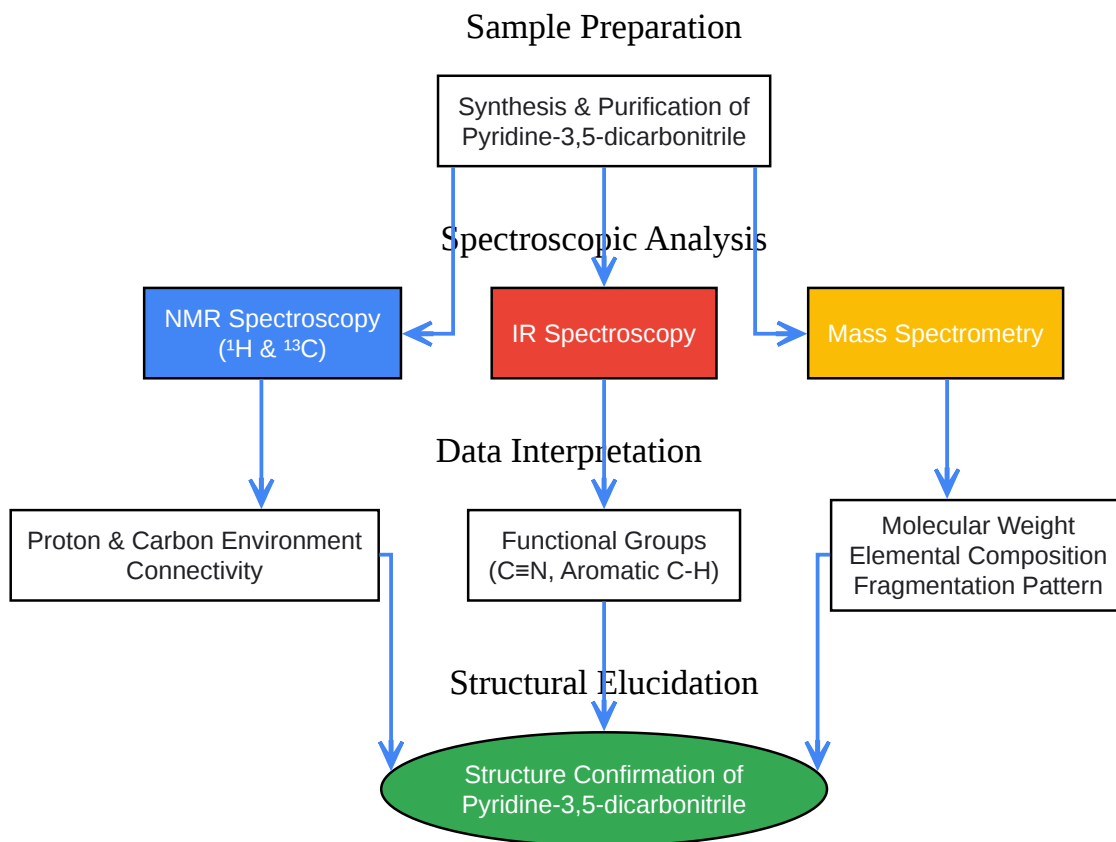 Sample Preparation
Synthesis & Purification of
Pyridine-3,5-dicarbonitrile
Spectroscopic Analysis
NMR Spectroscopy
(¹H & ¹³C)
IR Spectroscopy
Mass Spectrometry
Data Interpretation
Proton & Carbon Environment
Connectivity
Functional Groups
(C≡N, Aromatic C-H)
Molecular Weight
Elemental Composition
Fragmentation Pattern
Structural Elucidation
Structure Confirmation of
Pyridine-3,5-dicarbonitrile